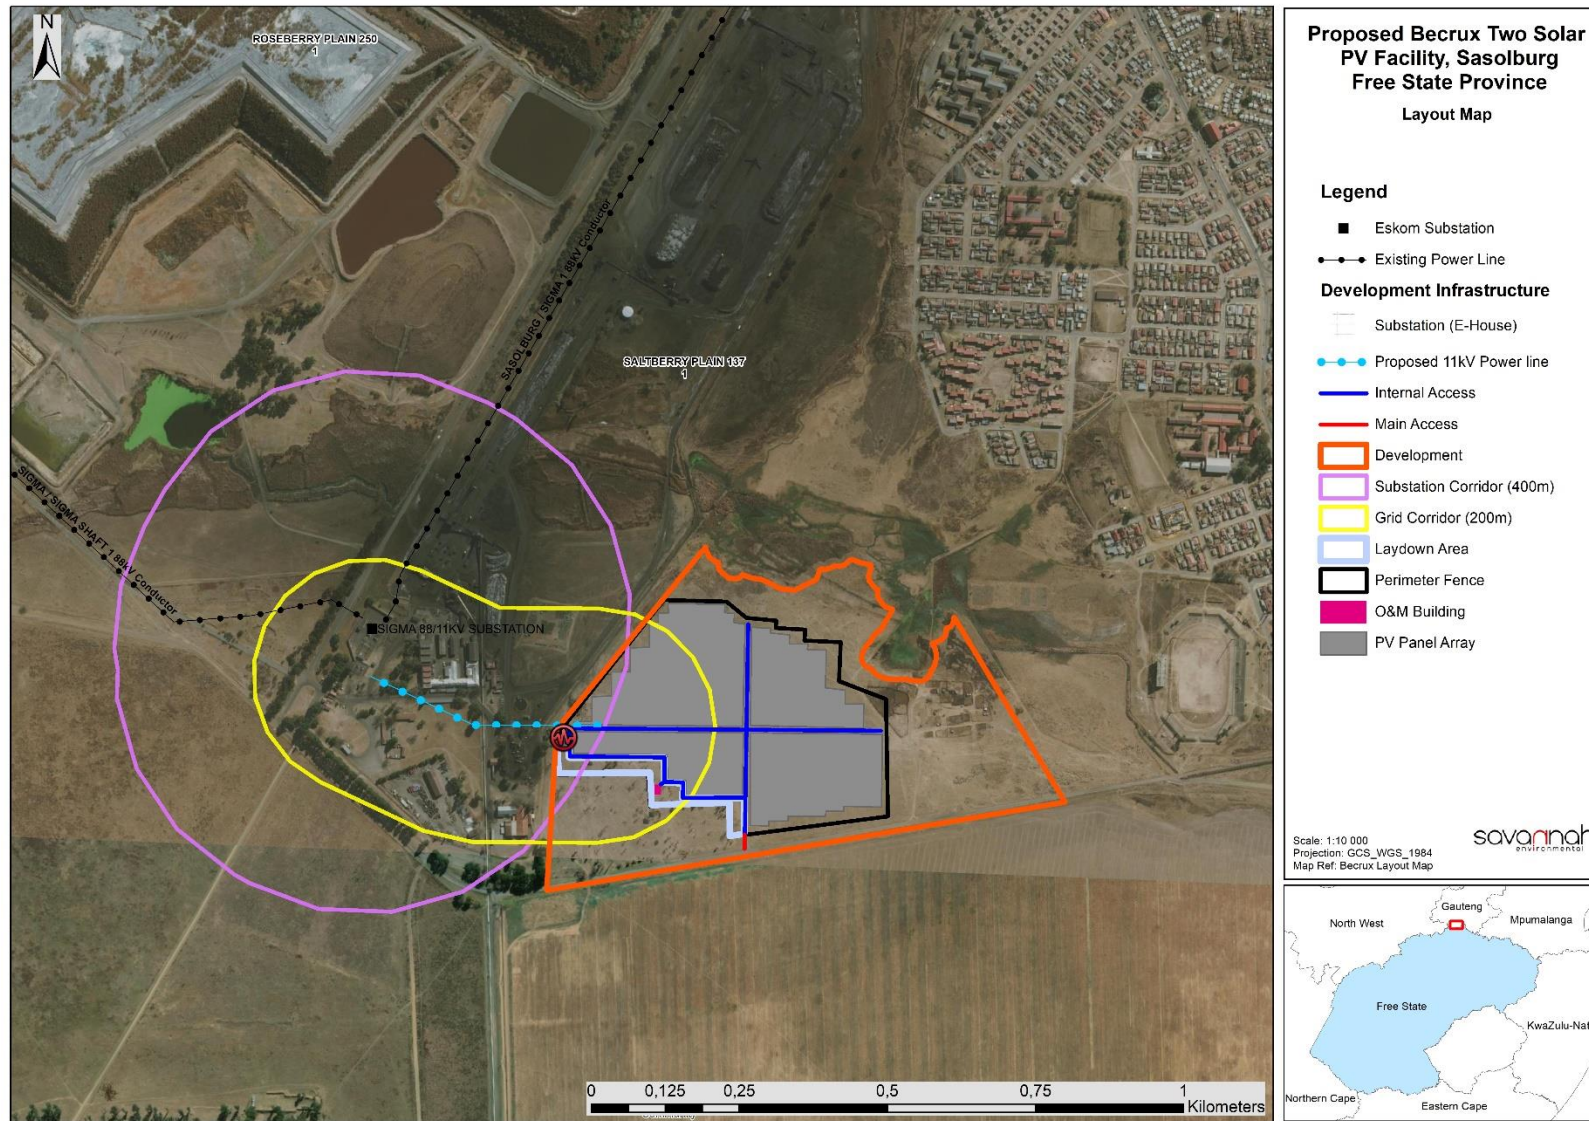 N
ROSEBERRY PLAIN 250
1
SASOLBURG / SIGMA 1 88kV Conductor
SALTBERRY PLAIN 137
1
SIGMA / SIGMA SHAFT 1 88kV Conductor
SIGMA 88/11KV SUBSTATION
0 0,125 0,25 0,5 0,75 1
Kilometers
Proposed Becrux Two Solar
PV Facility, Sasolburg
Free State Province
Layout Map
Legend
Eskom Substation
Existing Power Line
Development Infrastructure
Substation (E-House)
Proposed 11kV Power line
Internal Access
Main Access
Development
Substation Corridor (400m)
Grid Corridor (200m)
Laydown Area
Perimeter Fence
O&M Building
PV Panel Array
Scale: 1:10 000
Projection: GCS_WGS_1984
Map Ref: Becrux Layout Map
savannah
environmental
Gauteng
North West
Mpumalanga
Free State
KwaZulu-Nat
Northern Cape
Eastern Cape